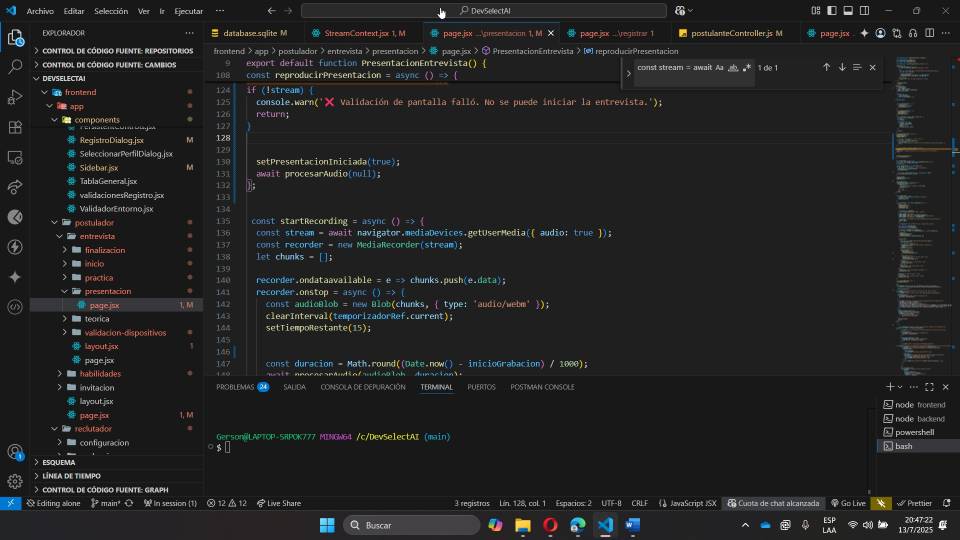 Archivo Editar Selección Ver Ir Ejecutar ···
DevSelectAI
EXPLORADOR
CONTROL DE CÓDIGO FUENTE: REPOSITORIOS
CONTROL DE CÓDIGO FUENTE: CAMBIOS
DEVSELECTAI
frontend
app
components
RegistroDialog.jsx M
SeleccionarPerfilDialog.jsx
Sidebar.jsx M
TablaGeneral.jsx
validacionesRegistro.jsx
ValidadorEntorno.jsx
postulador
entrevista
finalizacion
inicio
practica
presentacion
page.jsx 1, M
teorica
validacion-dispositivos
layout.jsx 1
page.jsx
habilidades
invitacion
layout.jsx
page.jsx 1, M
reclutador
configuracion
ESQUEMA
LÍNEA DE TIEMPO
CONTROL DE CÓDIGO FUENTE: GRAPH
database.sqlite M
StreamContext.jsx 1, M
page.jsx ...\presentacion 1, M
page.jsx ...\registrar 1
postulanteController.js M
page.jsx
frontend > app > postulador > entrevista > presentacion > page.jsx > PresentacionEntrevista > reproducirPresentacion
const stream = await Aa ab 1 de 1
9 export default function PresentacionEntrevista() {
108 const reproducirPresentacion = async () => {
124 if (!stream) {
125 console.warn('❌ Validación de pantalla falló. No se puede iniciar la entrevista.');
126 return;
127 }
128
129
130 setPresentacionIniciada(true);
131 await procesarAudio(null);
132 };
133
134
135 const startRecording = async () => {
136 const stream = await navigator.mediaDevices.getUserMedia({ audio: true });
137 const recorder = new MediaRecorder(stream);
138 let chunks = [];
139
140 recorder.ondataavailable = e => chunks.push(e.data);
141 recorder.onstop = async () => {
142 const audioBlob = new Blob(chunks, { type: 'audio/webm' });
143 clearInterval(temporizadorRef.current);
144 setTiempoRestante(15);
145
146
147 const duracion = Math.round((Date.now() - inicioGrabacion) / 1000);
148 await procesarAudio(audioBlob, duracion);
PROBLEMAS 24 SALIDA CONSOLA DE DEPURACIÓN TERMINAL PUERTOS POSTMAN CONSOLE
Gerson@LAPTOP-SRPOK777 MINGW64 /c/DevSelectAI (main)
$
node frontend
node backend
powershell
bash
Editing alone main* In session (1) 12 12 Live Share
3 registros Lín. 128, col. 1 Espacios: 2 UTF-8 CRLF JavaScript JSX Cuota de chat alcanzada Go Live Prettier
Buscar
ESP
LAA
20:47:22
13/7/2025